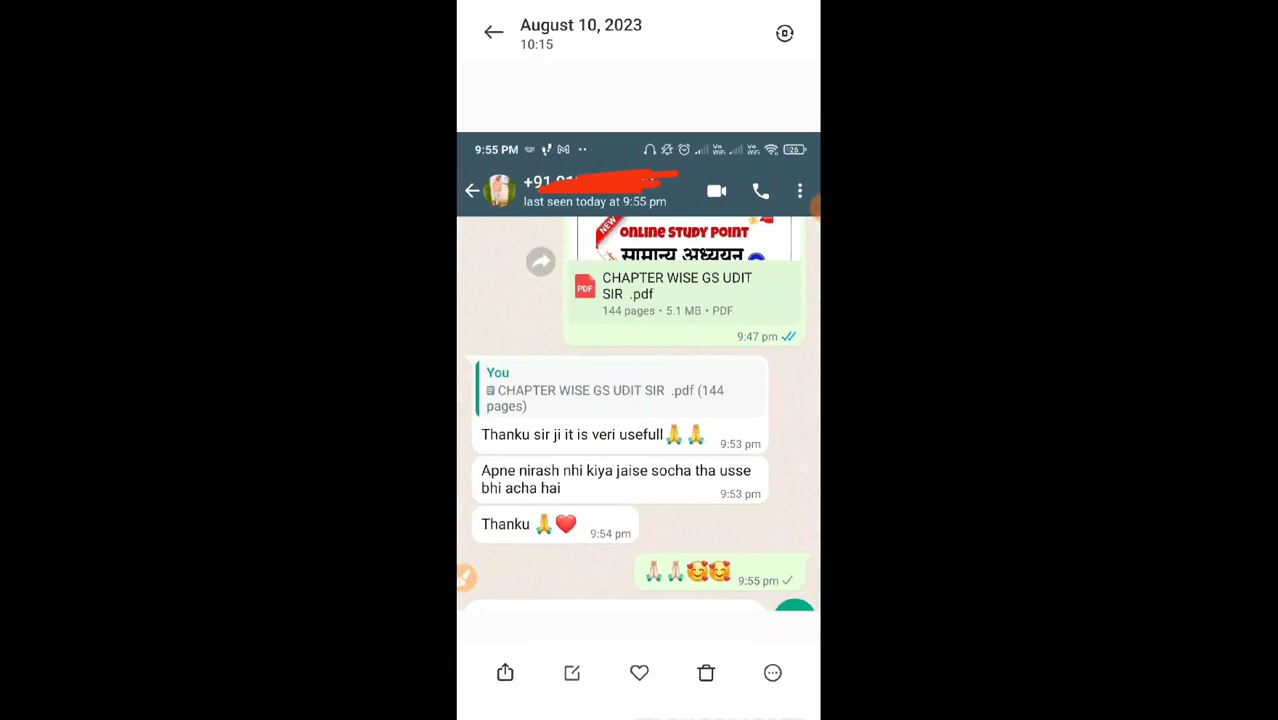 August 10, 2023
10:15
9:55 PM
26
+91
last seen today at 9:55 pm
NEW
ONLINE STUDY POINT
सामान्य अध्ययन
PDF
CHAPTER WISE GS UDIT
SIR .pdf
144 pages • 5.1 MB • PDF
9:47 pm
You
CHAPTER WISE GS UDIT SIR .pdf (144
pages)
Thanku sir ji it is veri usefull🙏🙏
9:53 pm
Apne nirash nhi kiya jaise socha tha usse
bhi acha hai
9:53 pm
Thanku 🙏❤️
9:54 pm
🙏🏻🙏🏻🥰🥰
9:55 pm